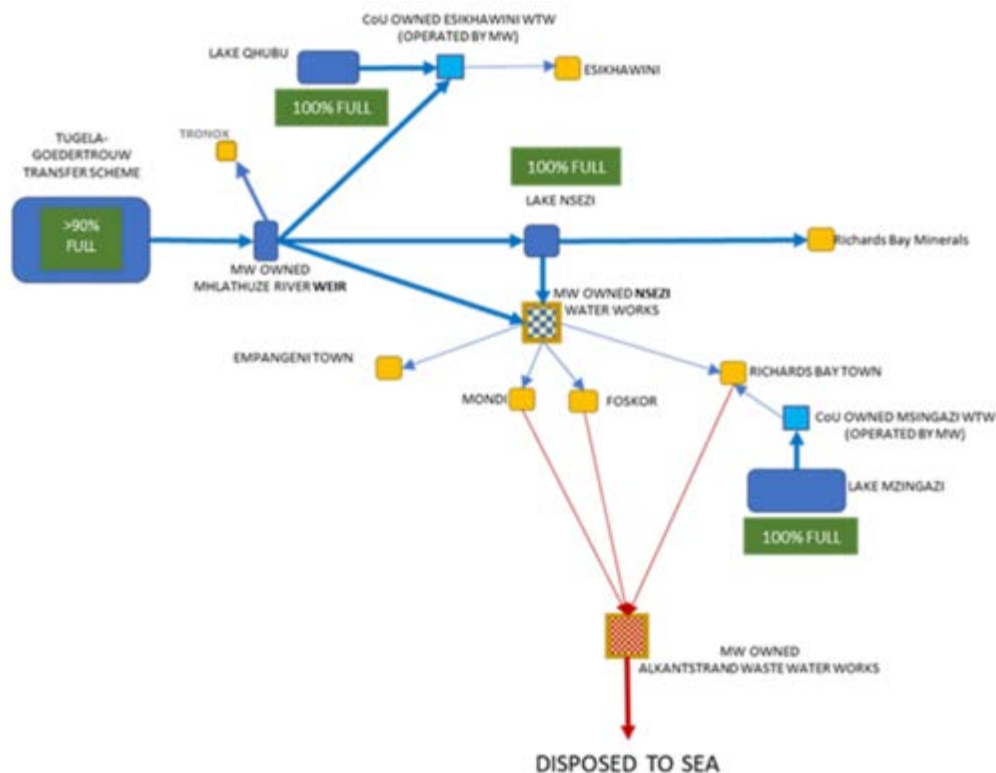 CoU OWNED ESIKHAWINI WTW
(OPERATED BY MW)
LAKE QHUBU
ESIKHAWINI
100% FULL
TRONOX
TUGELA-
GOEDERTROUW
TRANSFER SCHEME
100% FULL
LAKE NSEZI
>90%
FULL
Richards Bay Minerals
MW OWNED
MHLATHUZE RIVER WEIR
MW OWNED NSEZI
WATER WORKS
EMPANGENI TOWN
RICHARDS BAY TOWN
MONDI
FOSKOR
CoU OWNED MSINGAZI WTW
(OPERATED BY MW)
LAKE MZINGAZI
100% FULL
MW OWNED
ALKANTSTRAND WASTE WATER WORKS
DISPOSED TO SEA